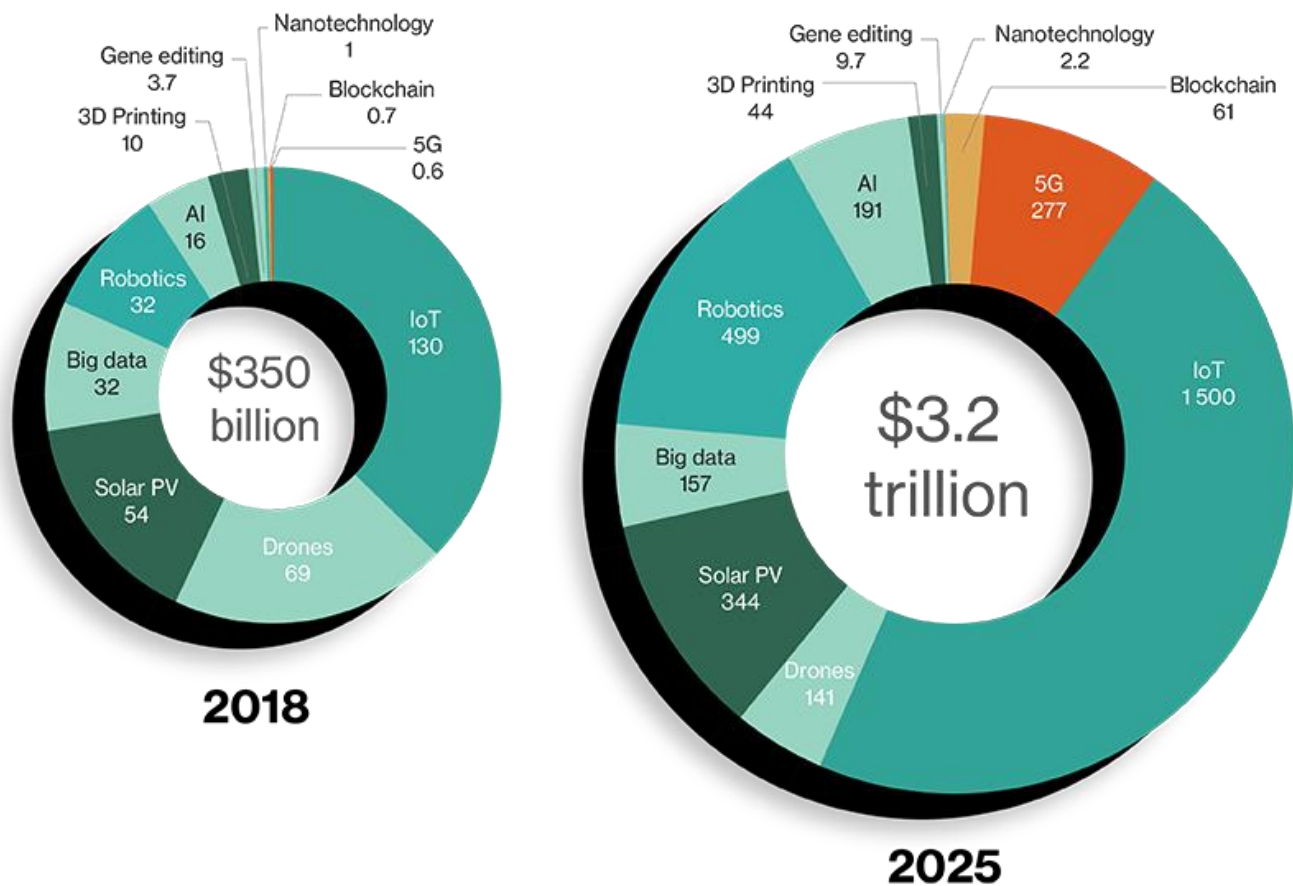 Nanotechnology
1
Gene editing
3.7
Blockchain
0.7
3D Printing
10
5G
0.6
AI
16
Robotics
32
IoT
130
Big data
32
$350
billion
Solar PV
54
Drones
69
2018
Gene editing
9.7
Nanotechnology
2.2
3D Printing
44
Blockchain
61
AI
191
5G
277
Robotics
499
IoT
1 500
$3.2
trillion
Big data
157
Solar PV
344
Drones
141
2025